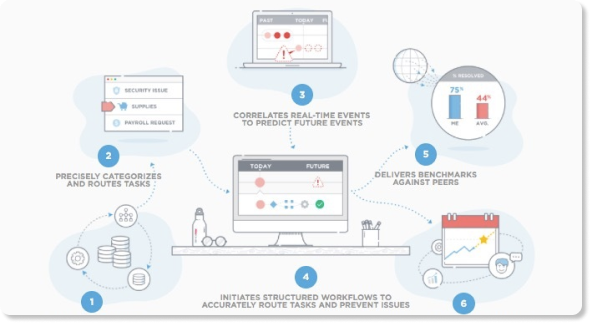 PAST TODAY
3
CORRELATES REAL-TIME EVENTS
TO PREDICT FUTURE EVENTS
SECURITY ISSUE
SUPPLIES
PAYROLL REQUEST
2
PRECISELY CATEGORIZES
AND ROUTES TASKS
% RESOLVED
75%
ME
44%
AVG.
5
DELIVERS BENCHMARKS
AGAINST PEERS
TODAY FUTURE
1
4
INITIATES STRUCTURED WORKFLOWS TO
ACCURATELY ROUTE TASKS AND PREVENT ISSUES
6